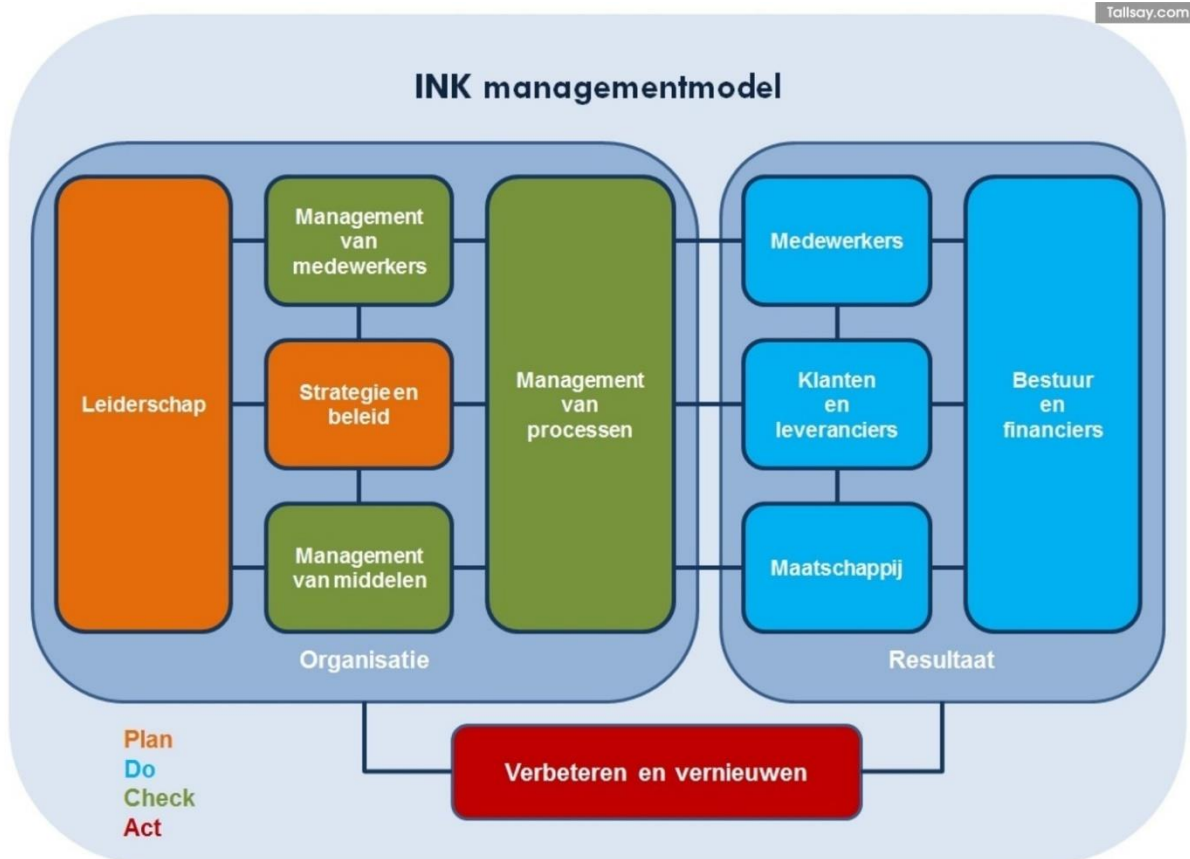 Tallsay.com
INK managementmodel
Leiderschap
Management
van
medewerkers
Strategie en
beleid
Management
van middelen
Management
van
processen
Organisatie
Medewerkers
Klanten
en
leveranciers
Maatschappij
Bestuur
en
financiers
Resultaat
Verbeteren en vernieuwen
Plan
Do
Check
Act